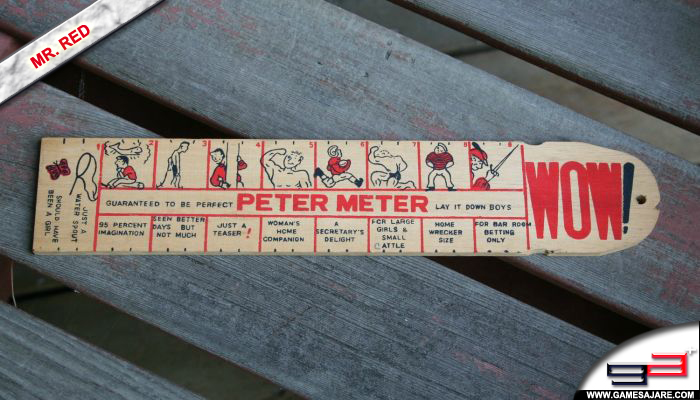 MR. RED
SHOULD HAVE
BEEN A GIRL
JUST A
WATER SPOUT
1 2 3 4 5 6 7 8
GUARANTEED TO BE PERFECT
PETER METER
LAY IT DOWN BOYS
95 PERCENT
IMAGINATION
SEEN BETTER
DAYS BUT
NOT MUCH
JUST A
TEASER!
WOMAN'S
HOME
COMPANION
A
SECRETARY'S
DELIGHT
FOR LARGE
GIRLS &
SMALL
CATTLE
HOME
WRECKER
SIZE
FOR BAR ROOM
BETTING
ONLY
WOW!
WWW.GAMESAJARE.COM